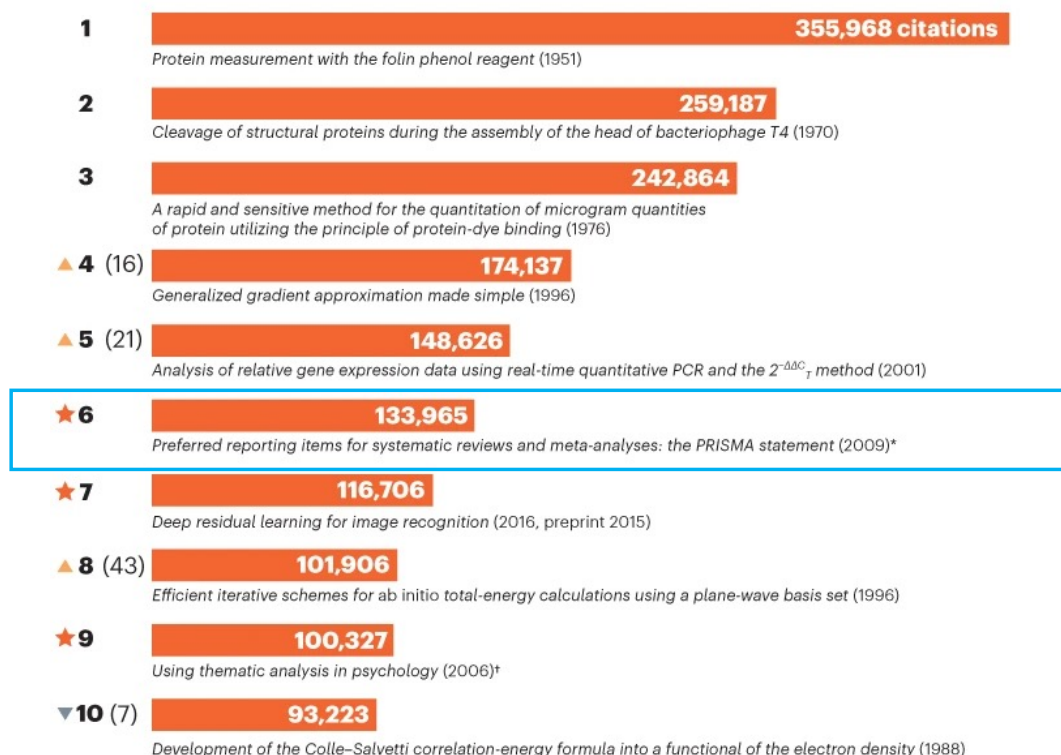 1 355,968 citations
Protein measurement with the folin phenol reagent (1951)
2 259,187
Cleavage of structural proteins during the assembly of the head of bacteriophage T4 (1970)
3 242,864
A rapid and sensitive method for the quantitation of microgram quantities
of protein utilizing the principle of protein-dye binding (1976)
▲4 (16) 174,137
Generalized gradient approximation made simple (1996)
▲5 (21) 148,626
Analysis of relative gene expression data using real-time quantitative PCR and the 2^−ΔΔC_T method (2001)
★6 133,965
Preferred reporting items for systematic reviews and meta-analyses: the PRISMA statement (2009)*
★7 116,706
Deep residual learning for image recognition (2016, preprint 2015)
▲8 (43) 101,906
Efficient iterative schemes for ab initio total-energy calculations using a plane-wave basis set (1996)
★9 100,327
Using thematic analysis in psychology (2006)†
▼10 (7) 93,223
Development of the Colle–Salvetti correlation-energy formula into a functional of the electron density (1988)